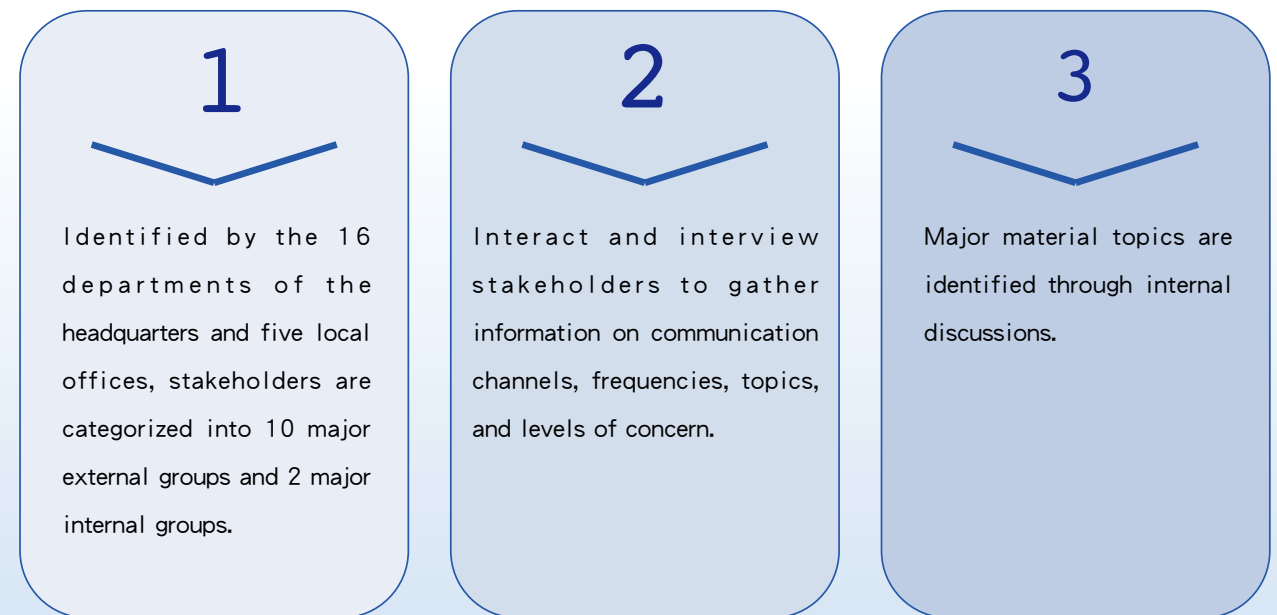 1
Identified by the 16
departments of the
headquarters and five local
offices, stakeholders are
categorized into 10 major
external groups and 2 major
internal groups.
2
Interact and interview
stakeholders to gather
information on communication
channels, frequencies, topics,
and levels of concern.
3
Major material topics are
identified through internal
discussions.